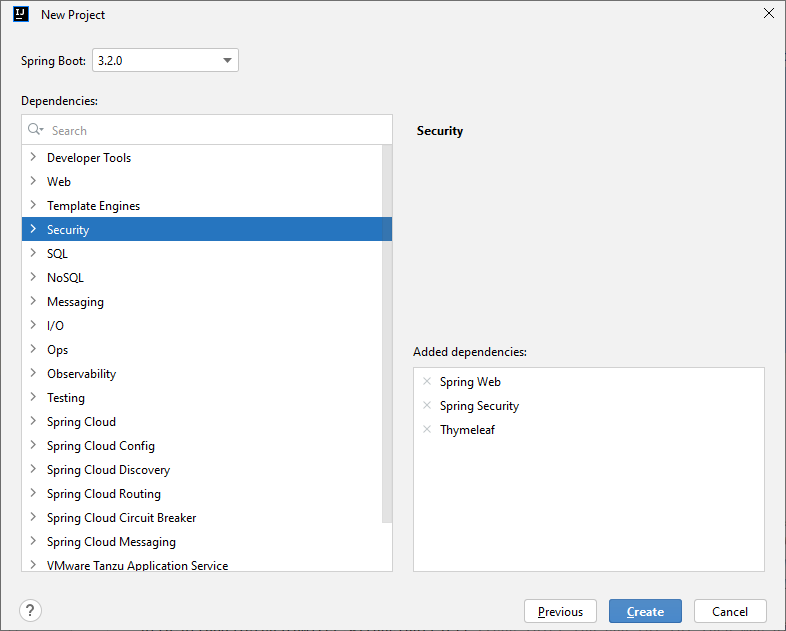 IJ New Project
Spring Boot: 3.2.0
Dependencies:
Search
Developer Tools
Web
Template Engines
Security
SQL
NoSQL
Messaging
I/O
Ops
Observability
Testing
Spring Cloud
Spring Cloud Config
Spring Cloud Discovery
Spring Cloud Routing
Spring Cloud Circuit Breaker
Spring Cloud Messaging
VMware Tanzu Application Service
Security
Added dependencies:
Spring Web
Spring Security
Thymeleaf
? Previous Create Cancel